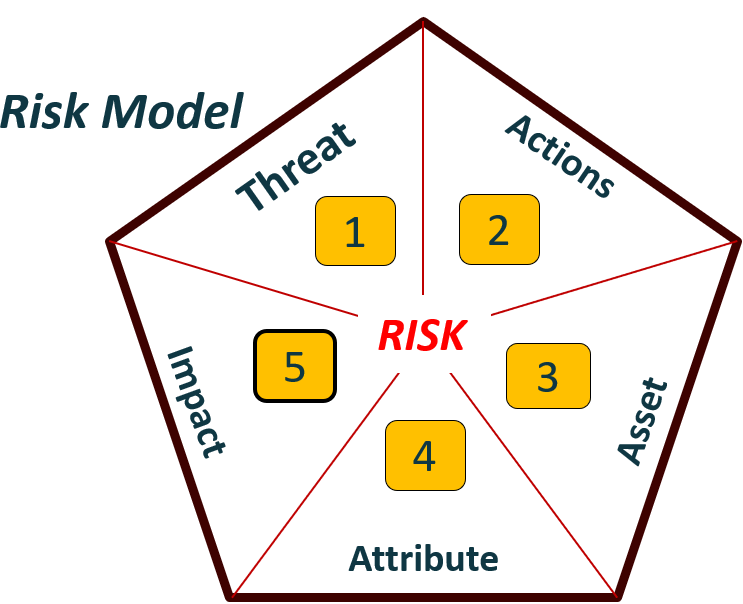 Risk Model
Threat
Actions
1
2
RISK
Impact
5
3
Asset
4
Attribute